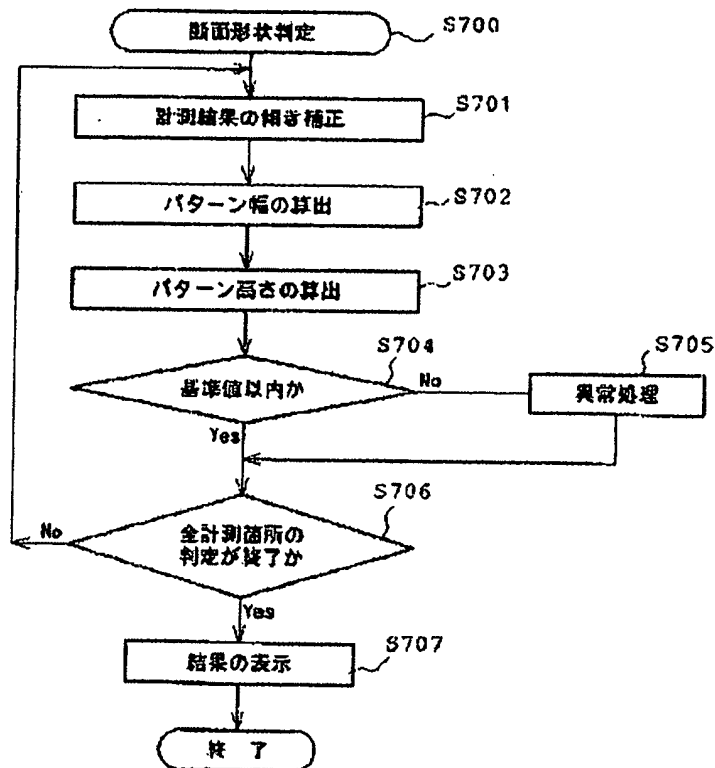 断面形状判定
S700
計測結果の傾き補正
S701
パターン幅の算出
S702
パターン高さの算出
S703
基準値以内か
S704
No
異常処理
S705
Yes
全計測箇所の
判定が終了か
S706
No
Yes
結果の表示
S707
終了